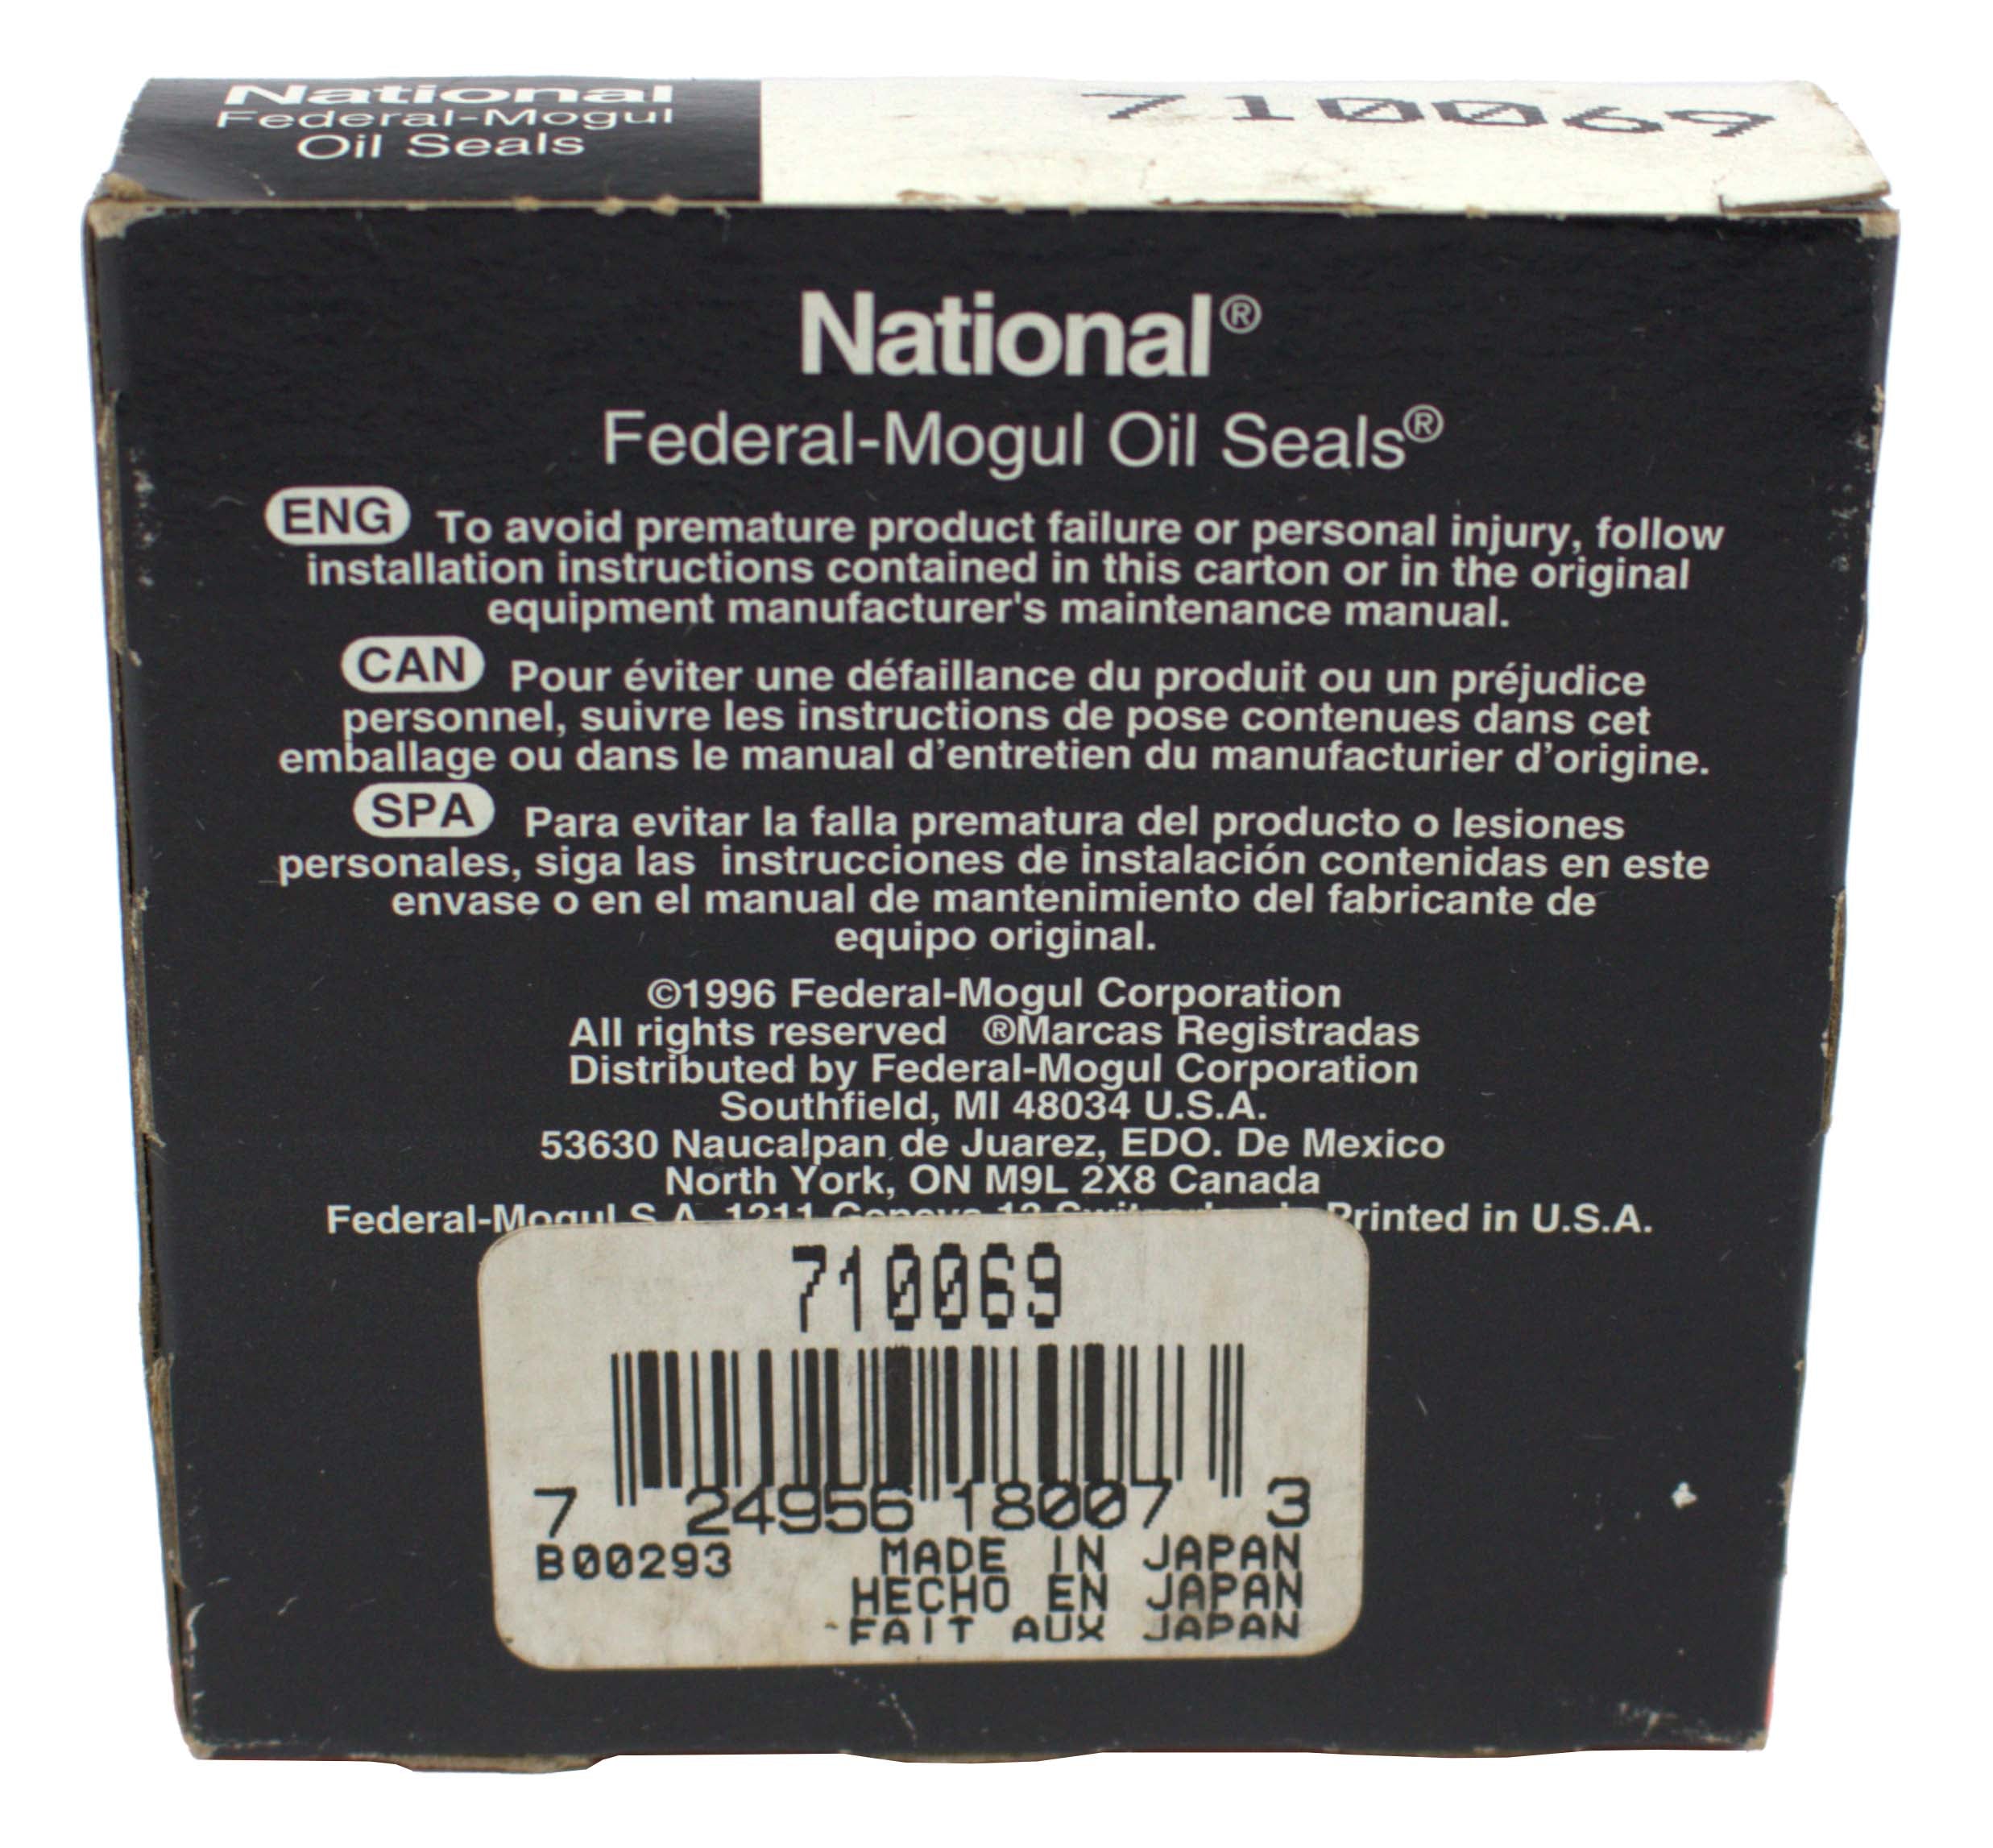 National
Federal-Mogul
Oil Seals
710069
National®
Federal-Mogul Oil Seals®
ENG To avoid premature product failure or personal injury, follow
installation instructions contained in this carton or in the original
equipment manufacturer's maintenance manual.
CAN Pour éviter une défaillance du produit ou un préjudice
personnel, suivre les instructions de pose contenues dans cet
emballage ou dans le manual d'entretien du manufacturier d'origine.
SPA Para evitar la falla prematura del producto o lesiones
personales, siga las instrucciones de instalación contenidas en este
envase o en el manual de mantenimiento del fabricante de
equipo original.
©1996 Federal-Mogul Corporation
All rights reserved ®Marcas Registradas
Distributed by Federal-Mogul Corporation
Southfield, MI 48034 U.S.A.
53630 Naucalpan de Juarez, EDO. De Mexico
North York, ON M9L 2X8 Canada
Federal-Mogul S.A. 1211 Geneva 13 Printed in U.S.A.
710069
7 24956 18007 3
B00293 MADE IN JAPAN
HECHO EN JAPAN
FAIT AUX JAPAN